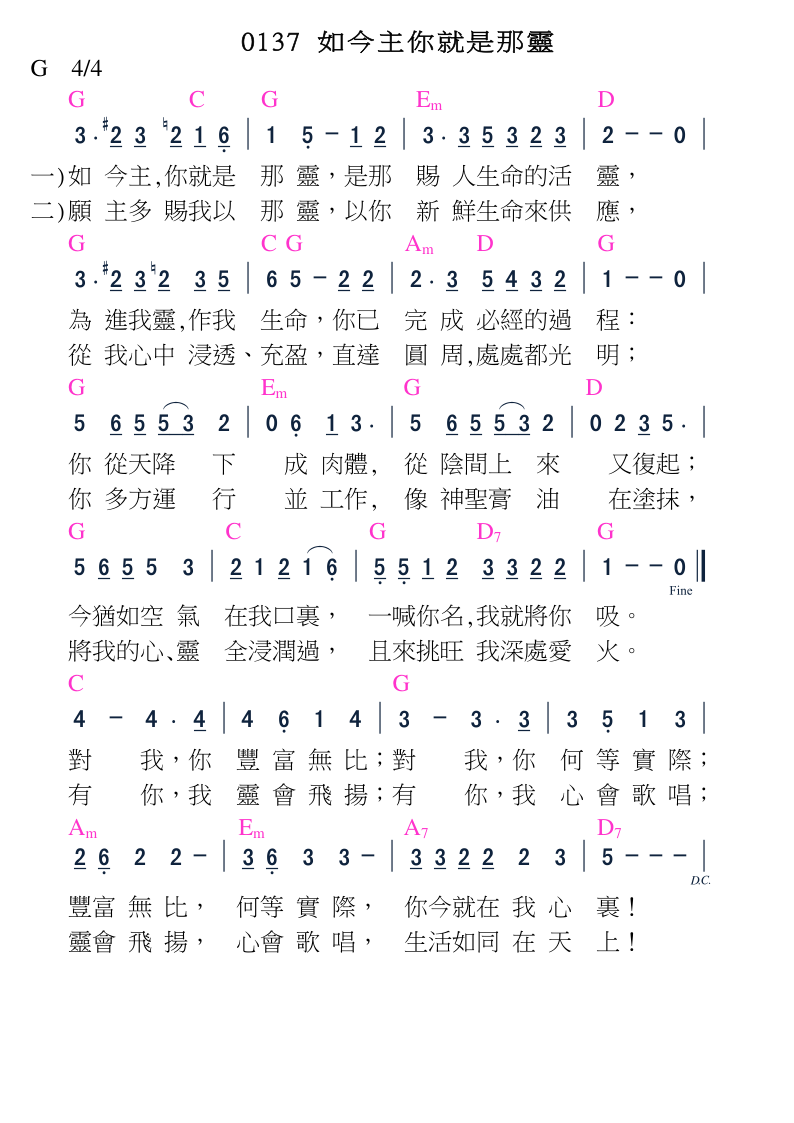 0137 如今主你就是那靈
G 4/4
G C G Em D
3 · #2 3 ♮2 1 6 | 1 5 – 1 2 | 3 · 3 5 3 2 3 | 2 – – 0 |
一)如 今主,你就是 那 靈，是那 賜 人生命的活 靈，
二)願 主多 賜我以 那 靈，以你 新 鮮生命來供 應，
G C G Am D G
3 · #2 3 ♮2 3 5 | 6 5 – 2 2 | 2 · 3 5 4 3 2 | 1 – – 0 |
為 進我靈,作我 生命，你已 完 成 必經的過 程：
從 我心中 浸透、充盈，直達 圓 周,處處都光 明；
G Em G D
5 6 5 5 3 2 | 0 6 1 3 · | 5 6 5 5 3 2 | 0 2 3 5 · |
你 從天降 下 成 肉體, 從 陰間上 來 又復起；
你 多方運 行 並 工作, 像 神聖膏 油 在塗抹，
G C G D7 G
5 6 5 5 3 | 2 1 2 1 6 | 5 5 1 2 3 3 2 2 | 1 – – 0
Fine
今猶如空 氣 在我口裏， 一喊你名,我就將你 吸。
將我的心、靈 全浸潤過， 且來挑旺 我深處愛 火。
C G
4 – 4 · 4 | 4 6 1 4 | 3 – 3 · 3 | 3 5 1 3 |
對 我，你 豐 富 無 比；對 我，你 何 等 實 際；
有 你，我 靈 會 飛 揚；有 你，我 心 會 歌 唱；
Am Em A7 D7
2 6 2 2 – | 3 6 3 3 – | 3 3 2 2 2 3 | 5 – – – |
D.C.
豐富 無 比， 何等 實 際， 你今就在 我 心 裏！
靈會 飛 揚， 心會 歌 唱， 生活如同 在 天 上！